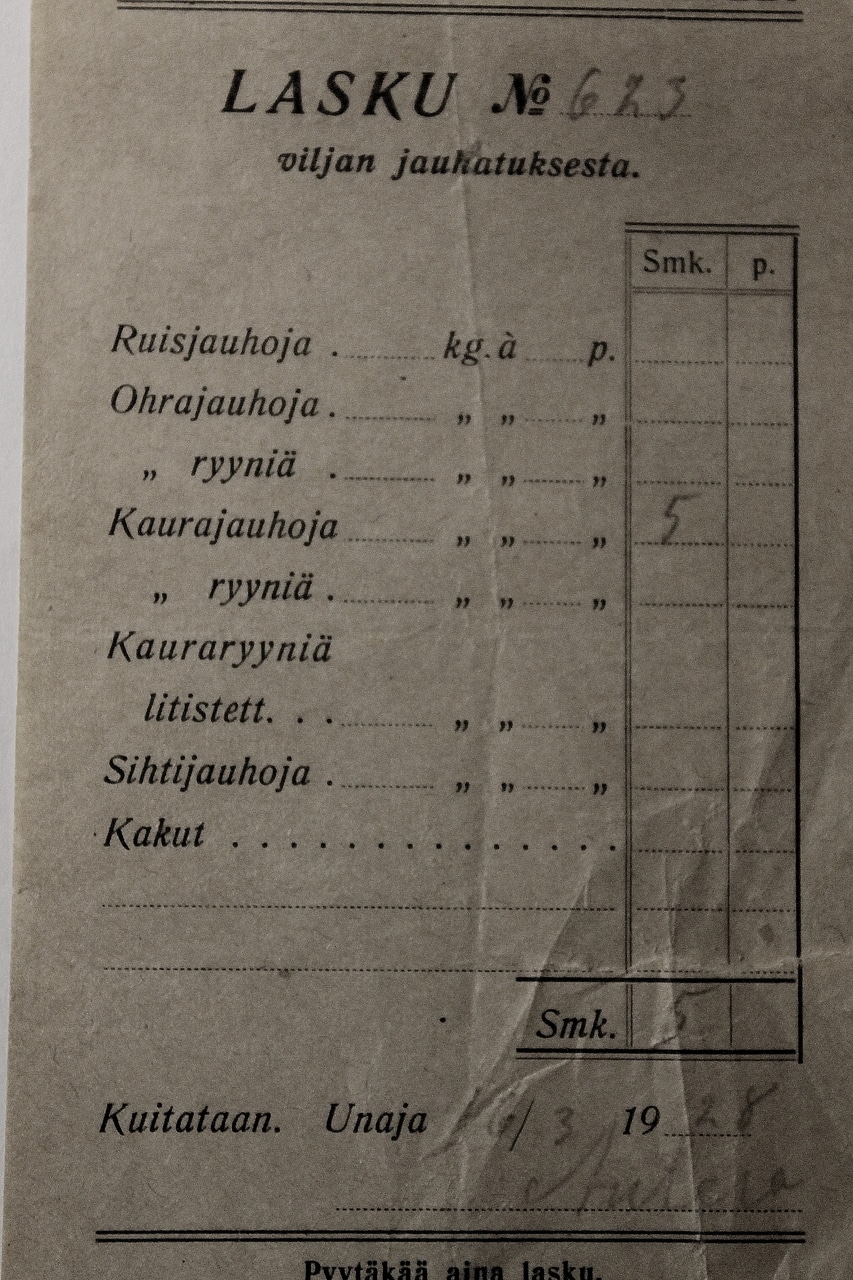 LASKU № 623
viljan jauhatuksesta.
Smk. p.
Ruisjauhoja . kg. à p.
Ohrajauhoja . „ „ „
„ ryyniä . „ „ „
Kaurajauhoja „ „ „ 5
„ ryyniä . „ „ „
Kauraryyniä
litistett. . . „ „ „
Sihtijauhoja . „ „ „
Kakut . . . . . . . . . . . . . .
Smk. 5
Kuitataan. Unaja /3 1928
Pyytäkää aina lasku.